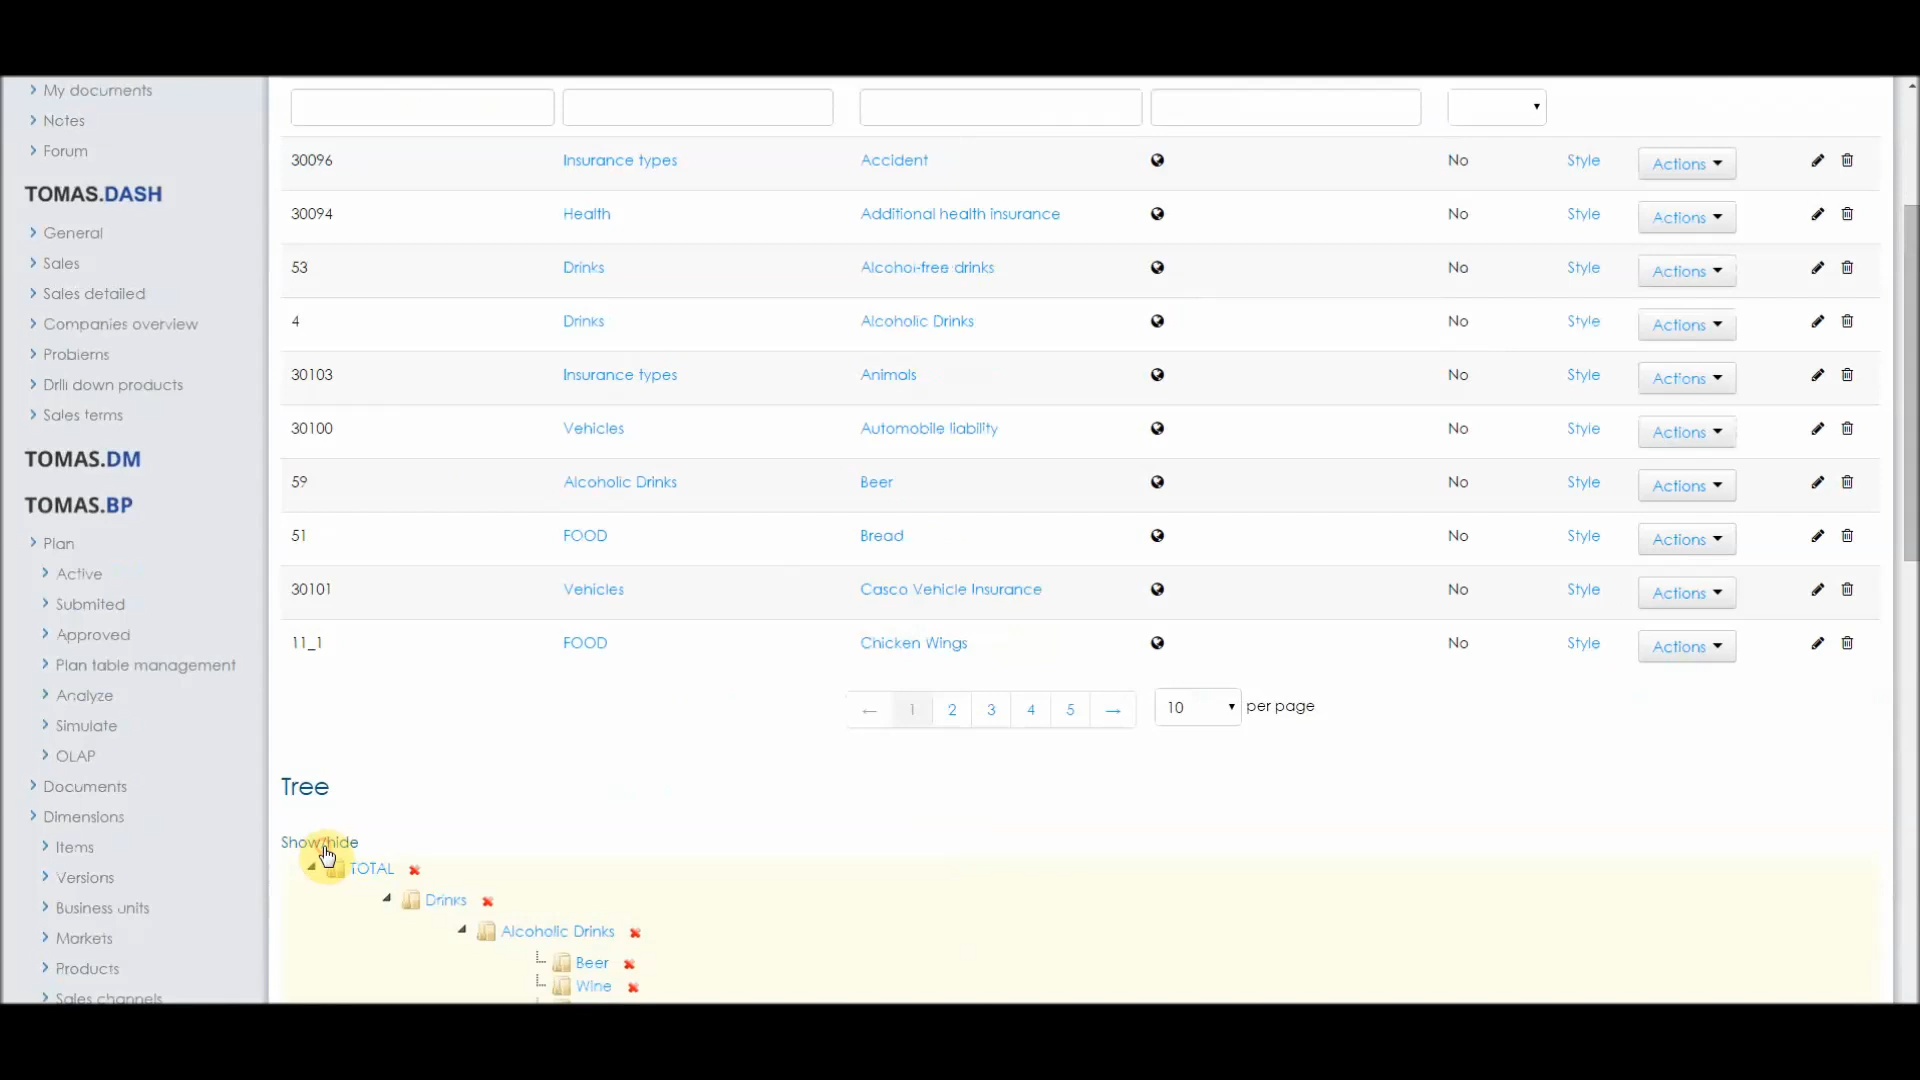 My documents
Notes
Forum
TOMAS.DASH
General
Sales
Sales detailed
Companies overview
Problems
Drill down products
Sales terms
TOMAS.DM
TOMAS.BP
Plan
Active
Submited
Approved
Plan table management
Analyze
Simulate
OLAP
Documents
Dimensions
Items
Versions
Business units
Markets
Products
Sales channels
30096 Insurance types Accident No Style Actions
30094 Health Additional health insurance No Style Actions
53 Drinks Alcohol-free drinks No Style Actions
4 Drinks Alcoholic Drinks No Style Actions
30103 Insurance types Animals No Style Actions
30100 Vehicles Automobile liability No Style Actions
59 Alcoholic Drinks Beer No Style Actions
51 FOOD Bread No Style Actions
30101 Vehicles Casco Vehicle Insurance No Style Actions
11_1 FOOD Chicken Wings No Style Actions
← 1 2 3 4 5 → 10 per page
Tree
Show/hide
TOTAL
Drinks
Alcoholic Drinks
Beer
Wine